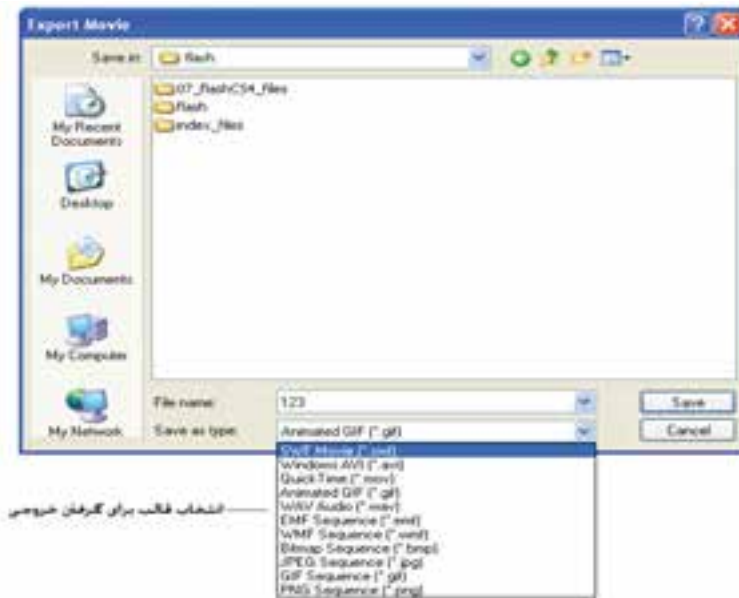 Export Movie
Save in:
flash
07_flashCS4_files
flash
index_files
My Recent Documents
Desktop
My Documents
My Computer
My Network
File name:
123
Save
Save as type:
Animated GIF (*.gif)
Cancel
SWF Movie (*.swf)
Windows AVI (*.avi)
QuickTime (*.mov)
Animated GIF (*.gif)
WAV Audio (*.wav)
EMF Sequence (*.emf)
WMF Sequence (*.wmf)
Bitmap Sequence (*.bmp)
JPEG Sequence (*.jpg)
GIF Sequence (*.gif)
PNG Sequence (*.png)
انتخاب قالب برای گرفتن خروجی